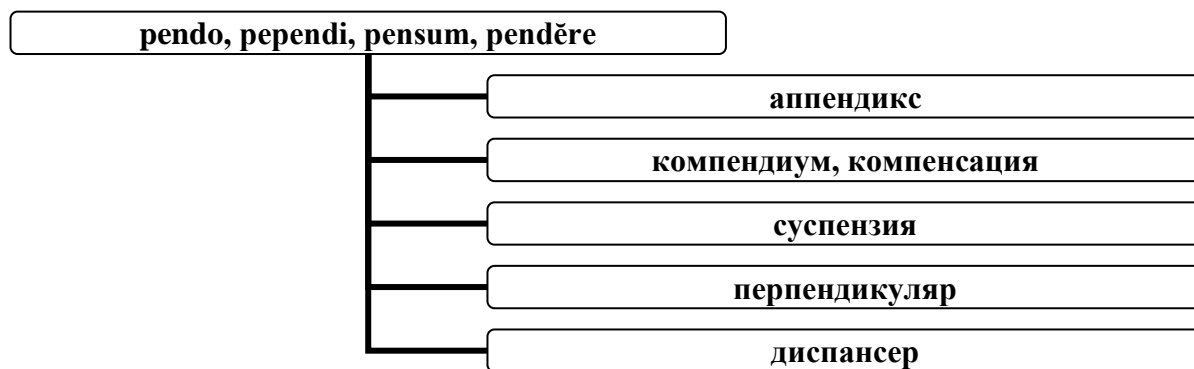 pendo, pependi, pensum, pendĕre
аппендикс
компендиум, компенсация
суспензия
перпендикуляр
диспансер